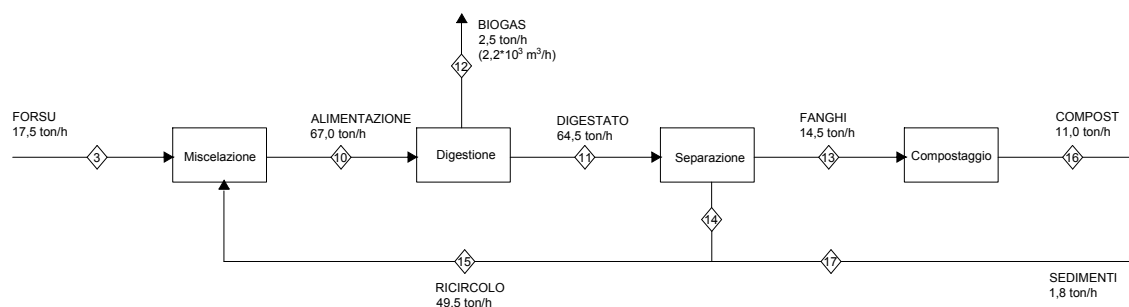 BIOGAS
2,5 ton/h
(2,2*10³ m³/h)
12
FORSU
17,5 ton/h
ALIMENTAZIONE
67,0 ton/h
DIGESTATO
64,5 ton/h
FANGHI
14,5 ton/h
COMPOST
11,0 ton/h
3
Miscelazione
10
Digestione
11
Separazione
13
Compostaggio
16
14
15
17
RICIRCOLO
49,5 ton/h
SEDIMENTI
1,8 ton/h